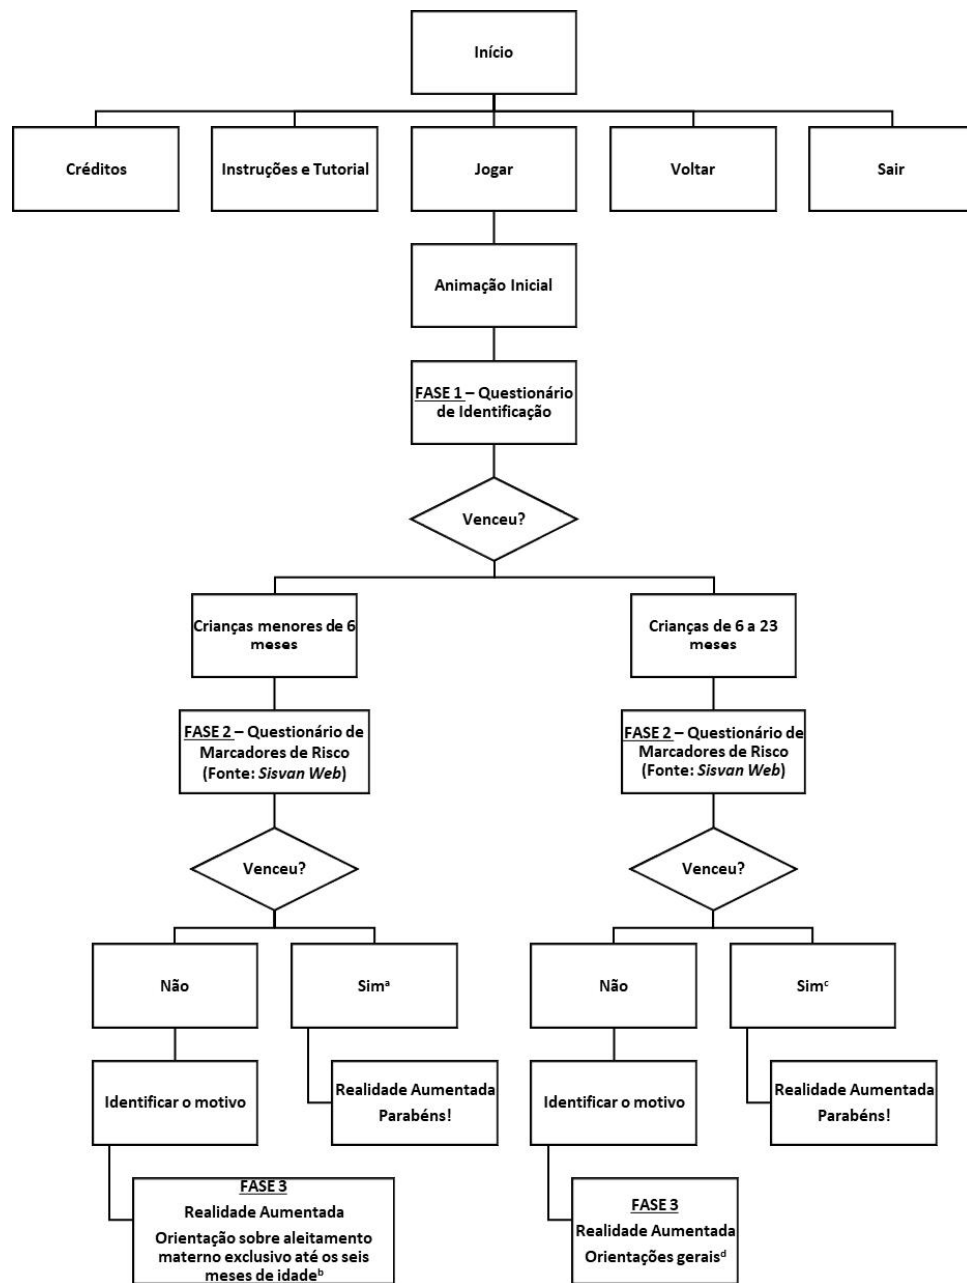 Início
Créditos
Instruções e Tutorial
Jogar
Voltar
Sair
Animação Inicial
FASE 1 – Questionário
de Identificação
Venceu?
Crianças menores de 6
meses
Crianças de 6 a 23
meses
FASE 2 – Questionário de
Marcadores de Risco
(Fonte: Sisvan Web)
FASE 2 – Questionário de
Marcadores de Risco
(Fonte: Sisvan Web)
Venceu?
Venceu?
Não
Simᵃ
Não
Simᶜ
Identificar o motivo
Realidade Aumentada
Parabéns!
Identificar o motivo
Realidade Aumentada
Parabéns!
FASE 3
Realidade Aumentada
Orientação sobre aleitamento
materno exclusivo até os seis
meses de idadeᵇ
FASE 3
Realidade Aumentada
Orientações geraisᵈ